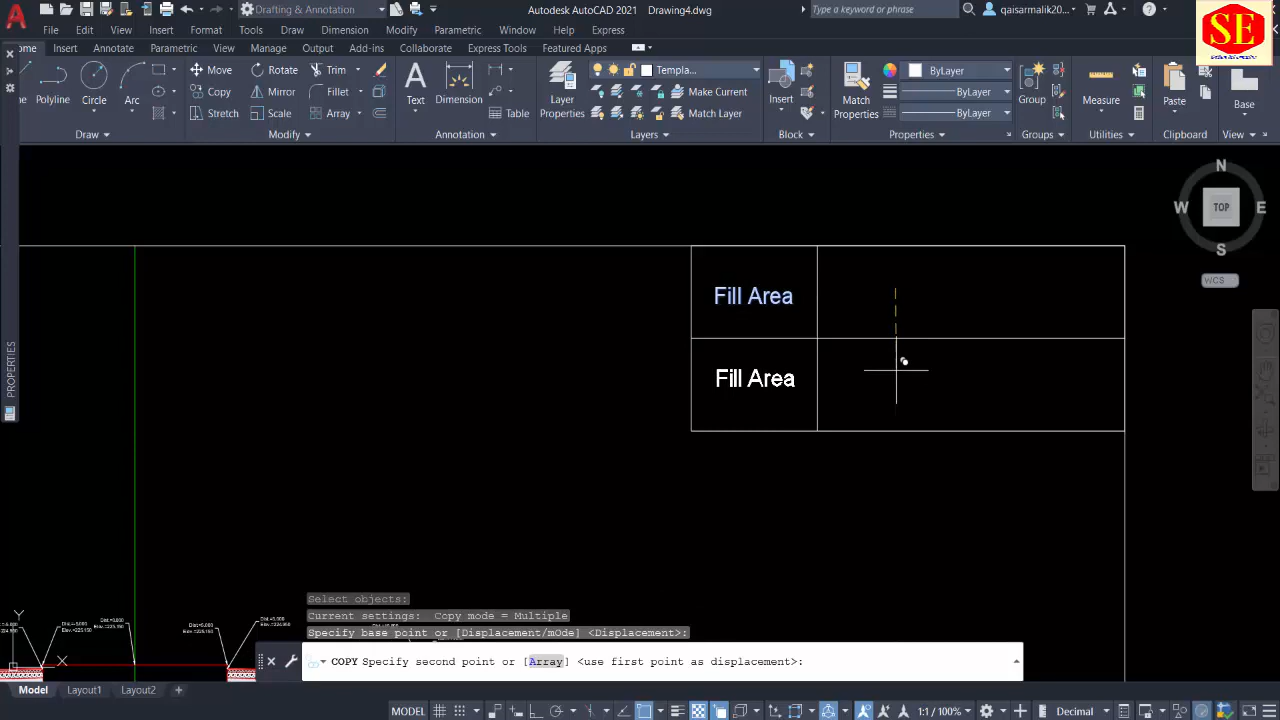 Drafting & Annotation
Autodesk AutoCAD 2021 Drawing4.dwg
Type a keyword or phrase
qaisarmalik20...
SE
File Edit View Insert Format Tools Draw Dimension Modify Parametric Window Help Express
ome Insert Annotate Parametric View Manage Output Add-ins Collaborate Express Tools Featured Apps
Polyline Circle Arc
Move Rotate Trim
Copy Mirror Fillet
Stretch Scale Array
Text Dimension
Table
Layer Properties
Templa...
Make Current
Match Layer
Insert
Match Properties
ByLayer
ByLayer
ByLayer
Group
Measure
Paste
Base
Draw Modify Annotation Layers Block Properties Groups Utilities Clipboard View
N
W TOP E
S
WCS
Fill Area
Fill Area
PROPERTIES
Y
X
Select objects:
Current settings: Copy mode = Multiple
Specify base point or [Displacement/mOde] <Displacement>:
COPY Specify second point or [Array] <use first point as displacement>:
Model Layout1 Layout2 +
MODEL 1:1 / 100% Decimal